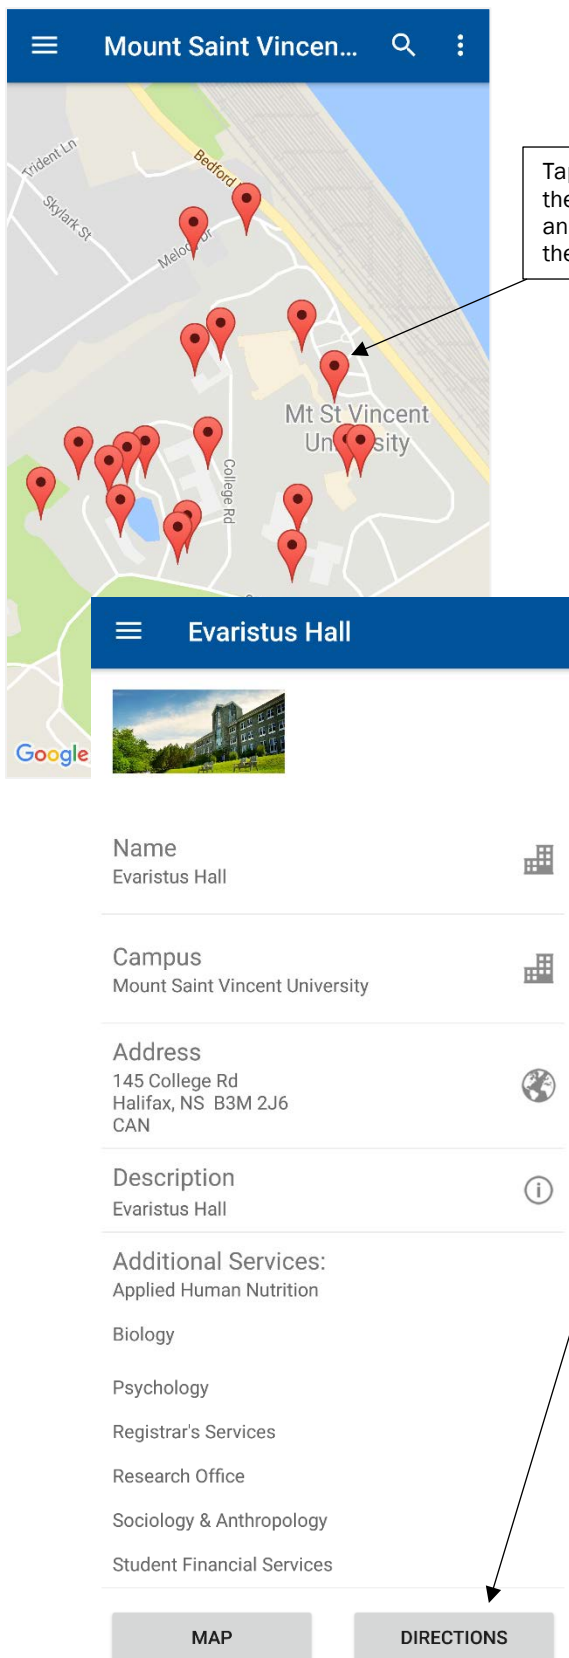 Mount Saint Vincen...
Trident Ln
Skylark St
Bedford
Melody Dr
the
an
the
Mt St Vincent
University
College Rd
Google
Evaristus Hall
Name
Evaristus Hall
Campus
Mount Saint Vincent University
Address
145 College Rd
Halifax, NS B3M 2J6
CAN
Description
Evaristus Hall
Additional Services:
Applied Human Nutrition
Biology
Psychology
Registrar's Services
Research Office
Sociology & Anthropology
Student Financial Services
MAP
DIRECTIONS